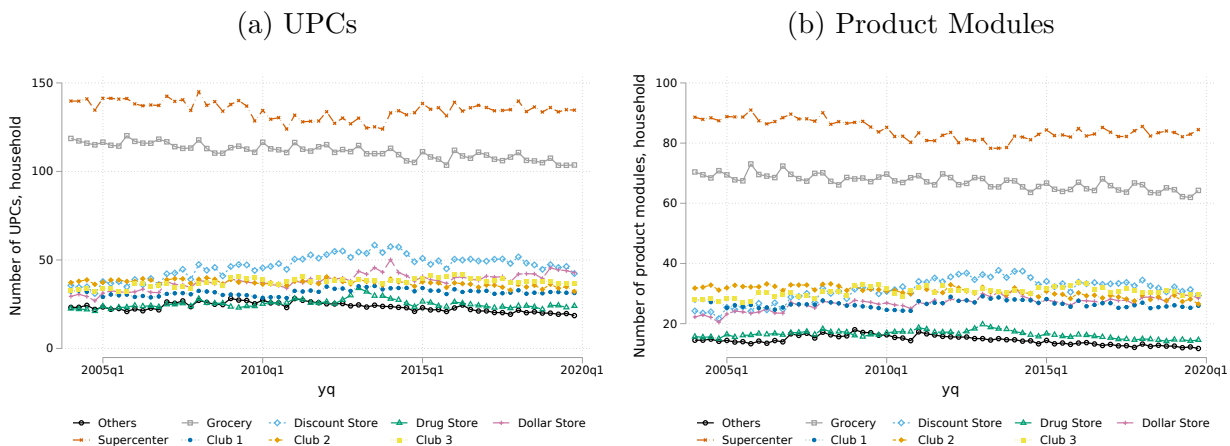 (a) UPCs
Number of UPCs, household
150
100
50
0
2005q1 2010q1 2015q1 2020q1
yq
Others Grocery Discount Store Drug Store Dollar Store
Supercenter Club 1 Club 2 Club 3
(b) Product Modules
Number of product modules, household
100
80
60
40
20
2005q1 2010q1 2015q1 2020q1
yq
Others Grocery Discount Store Drug Store Dollar Store
Supercenter Club 1 Club 2 Club 3